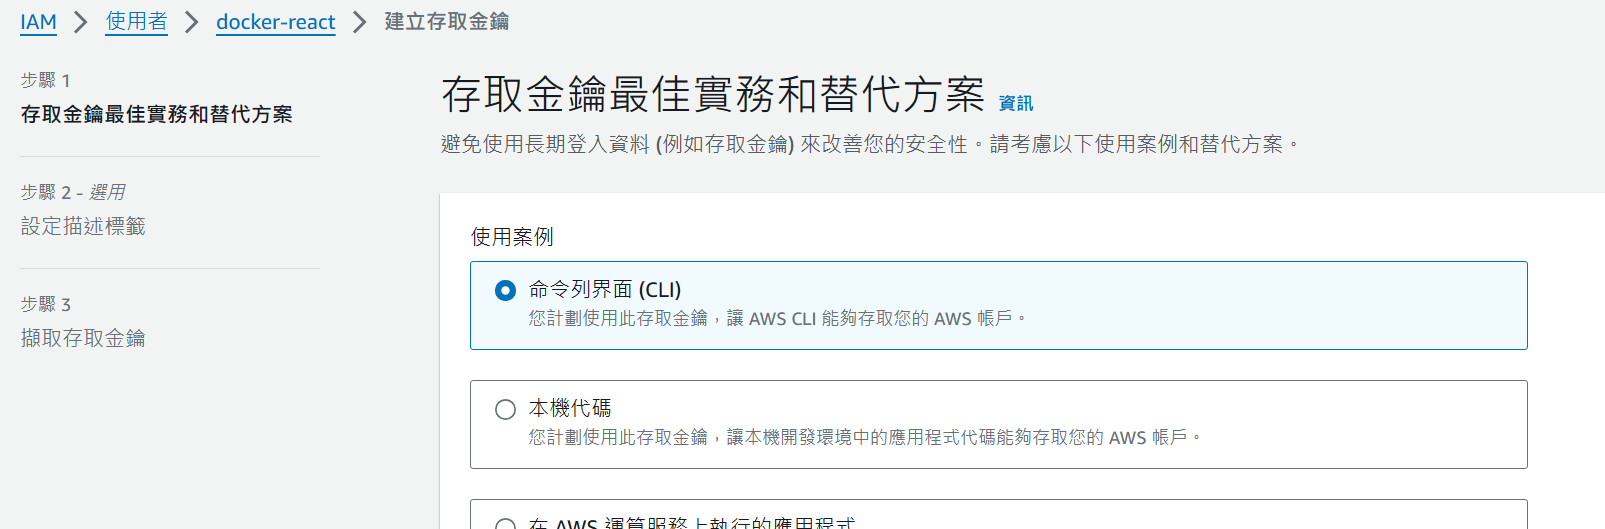 IAM > 使用者 > docker-react > 建立存取金鑰
步驟 1
存取金鑰最佳實務和替代方案
步驟 2 - 選用
設定描述標籤
步驟 3
擷取存取金鑰
存取金鑰最佳實務和替代方案 資訊
避免使用長期登入資料 (例如存取金鑰) 來改善您的安全性。請考慮以下使用案例和替代方案。
使用案例
命令列界面 (CLI)
您計劃使用此存取金鑰，讓 AWS CLI 能夠存取您的 AWS 帳戶。
本機代碼
您計劃使用此存取金鑰，讓本機開發環境中的應用程式代碼能夠存取您的 AWS 帳戶。
在 AWS 運算服務上執行的應用程式